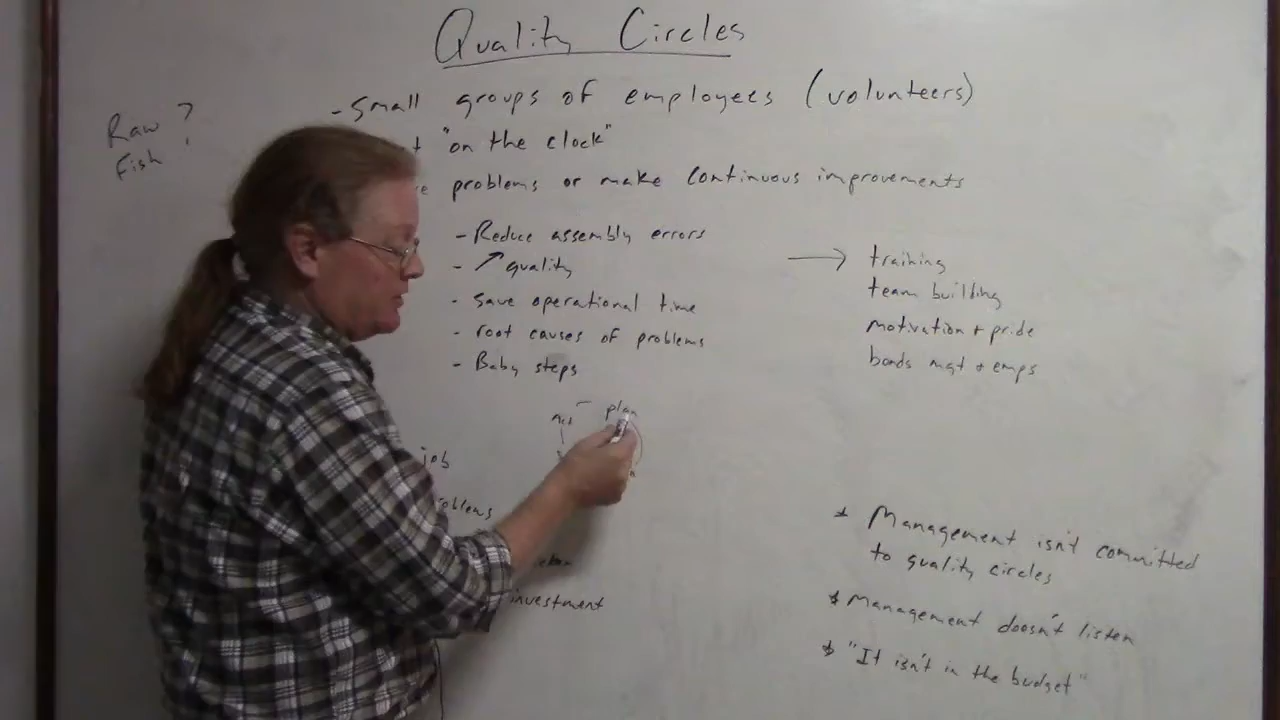 Quality Circles
- small groups of employees (volunteers)
"on the clock"
problems or make continuous improvements
Raw ?
Fish ?
- Reduce assembly errors
- ↗ quality
- save operational time
- root causes of problems
- Baby steps
→ training
team building
motivation + pride
bonds mgt + emps
Act - plan
job
oblems
investment
* Management isn't committed
to quality circles
* Management doesn't listen
* "It isn't in the budget"